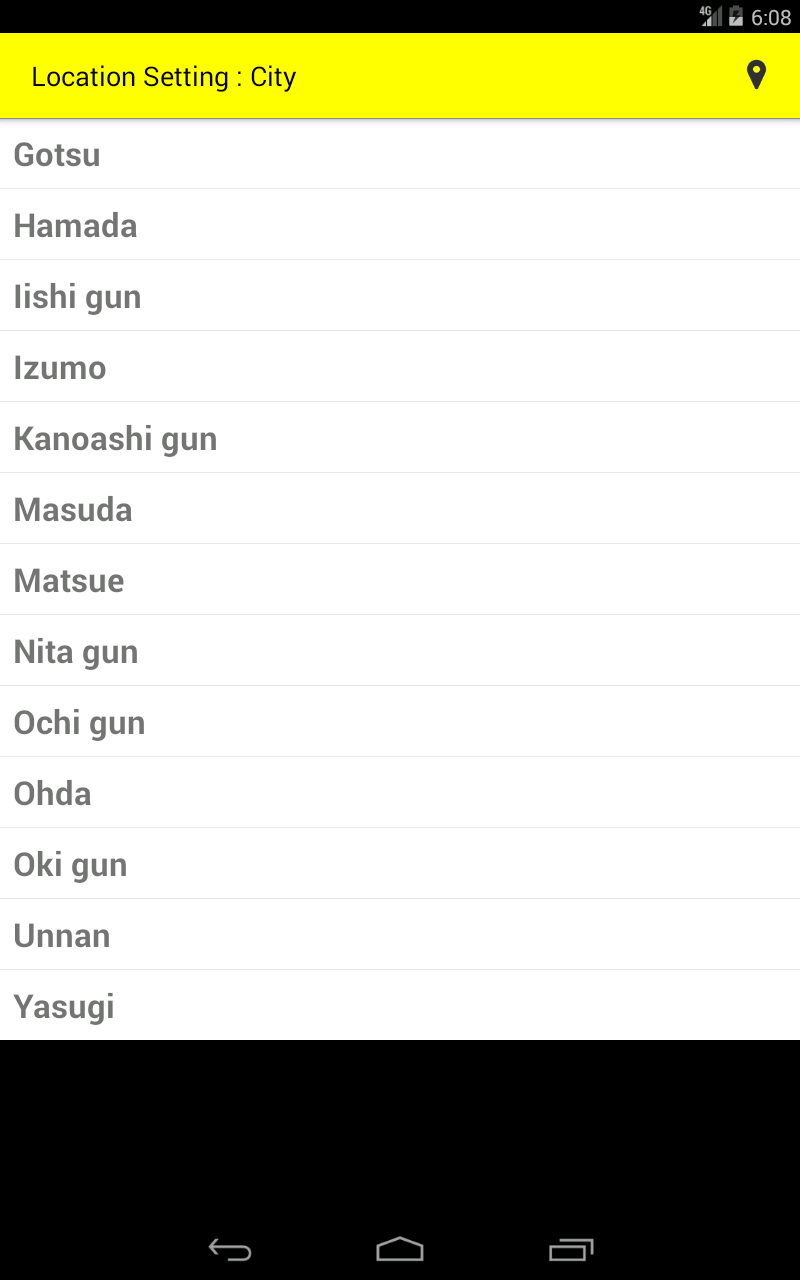 4G 6:08
Location Setting : City
Gotsu
Hamada
Iishi gun
Izumo
Kanoashi gun
Masuda
Matsue
Nita gun
Ochi gun
Ohda
Oki gun
Unnan
Yasugi